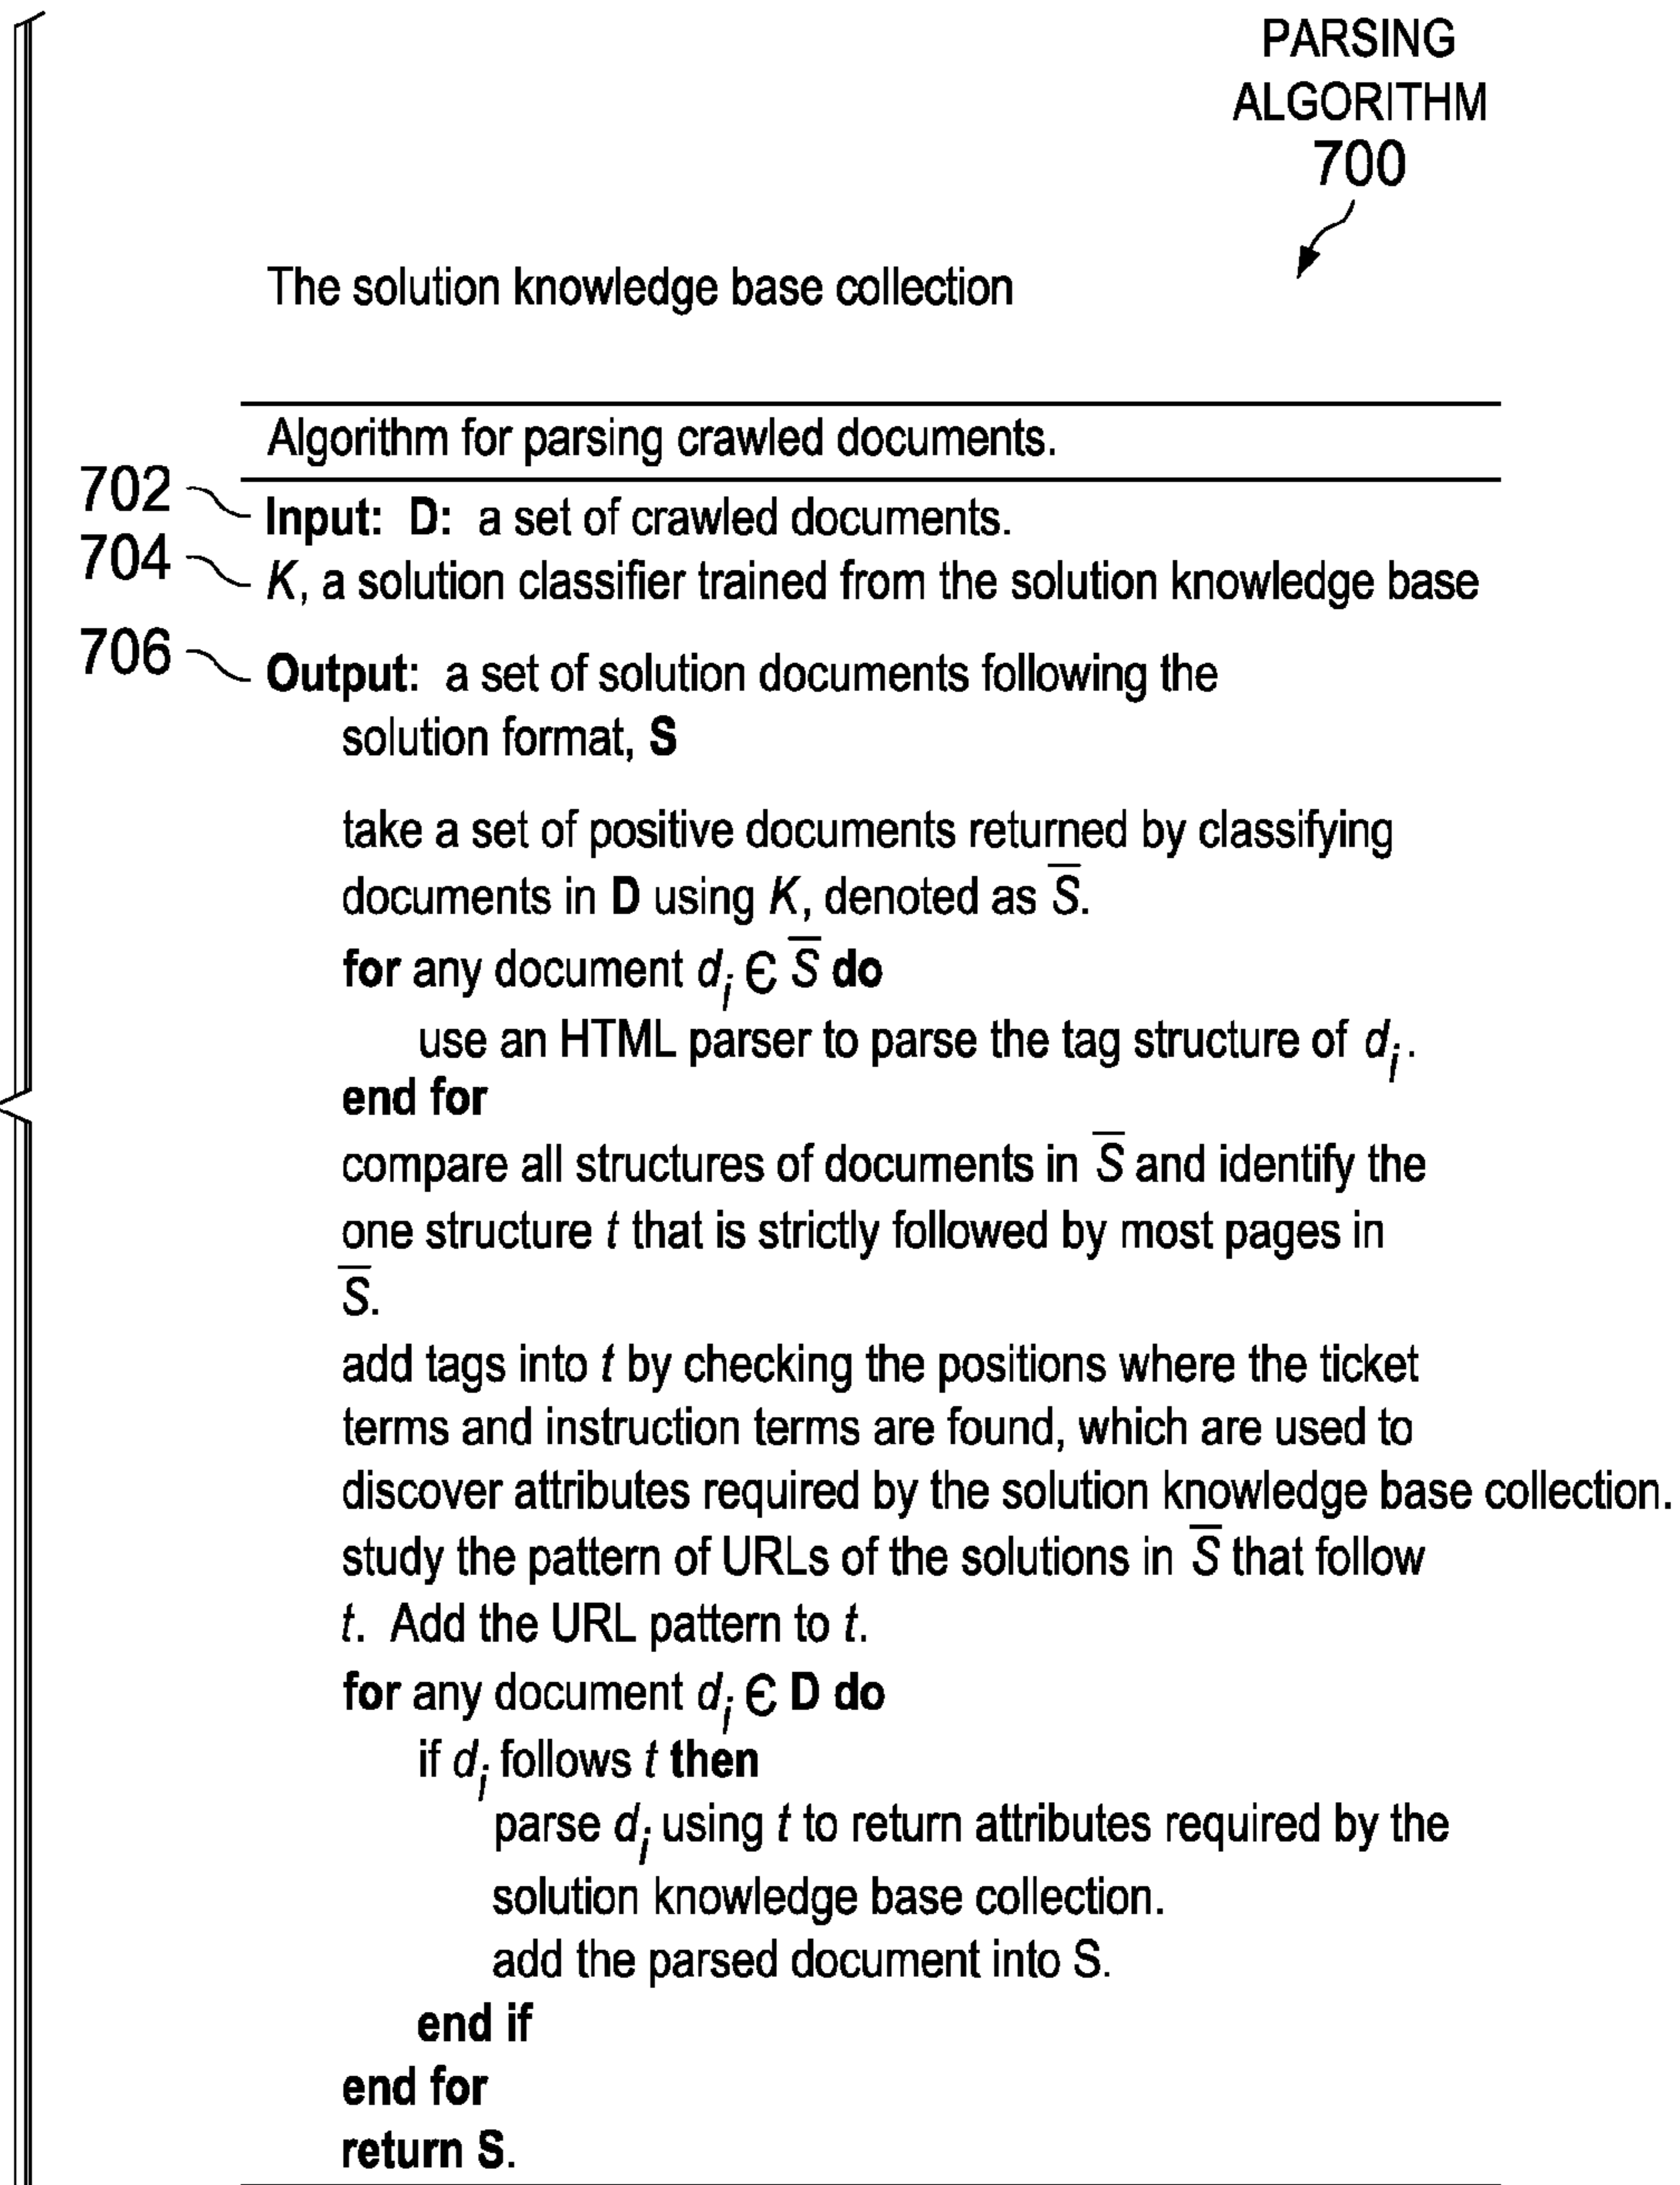 PARSING
ALGORITHM
700
The solution knowledge base collection
Algorithm for parsing crawled documents.
702
Input: D: a set of crawled documents.
704
K, a solution classifier trained from the solution knowledge base
706
Output: a set of solution documents following the
solution format, S
take a set of positive documents returned by classifying
documents in D using K, denoted as S̅.
for any document dᵢ Є S̅ do
use an HTML parser to parse the tag structure of dᵢ.
end for
compare all structures of documents in S̅ and identify the
one structure t that is strictly followed by most pages in
S̅.
add tags into t by checking the positions where the ticket
terms and instruction terms are found, which are used to
discover attributes required by the solution knowledge base collection.
study the pattern of URLs of the solutions in S̅ that follow
t. Add the URL pattern to t.
for any document dᵢ Є D do
if dᵢ follows t then
parse dᵢ using t to return attributes required by the
solution knowledge base collection.
add the parsed document into S.
end if
end for
return S.